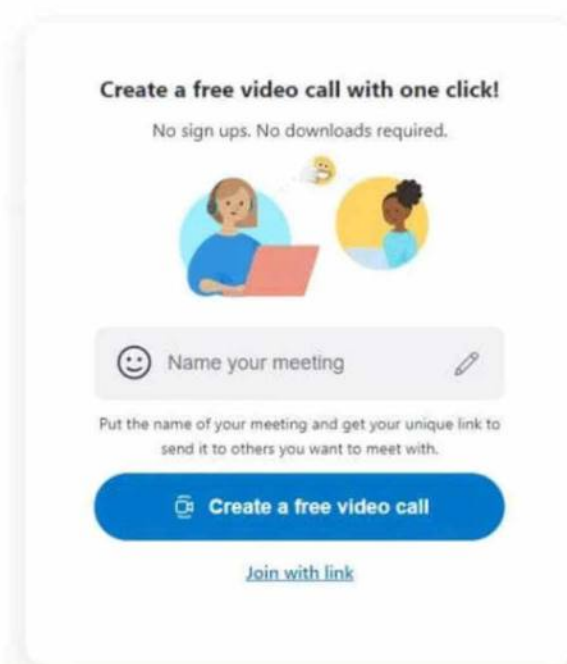 Create a free video call with one click!
No sign ups. No downloads required.
Name your meeting
Put the name of your meeting and get your unique link to
send it to others you want to meet with.
Create a free video call
Join with link